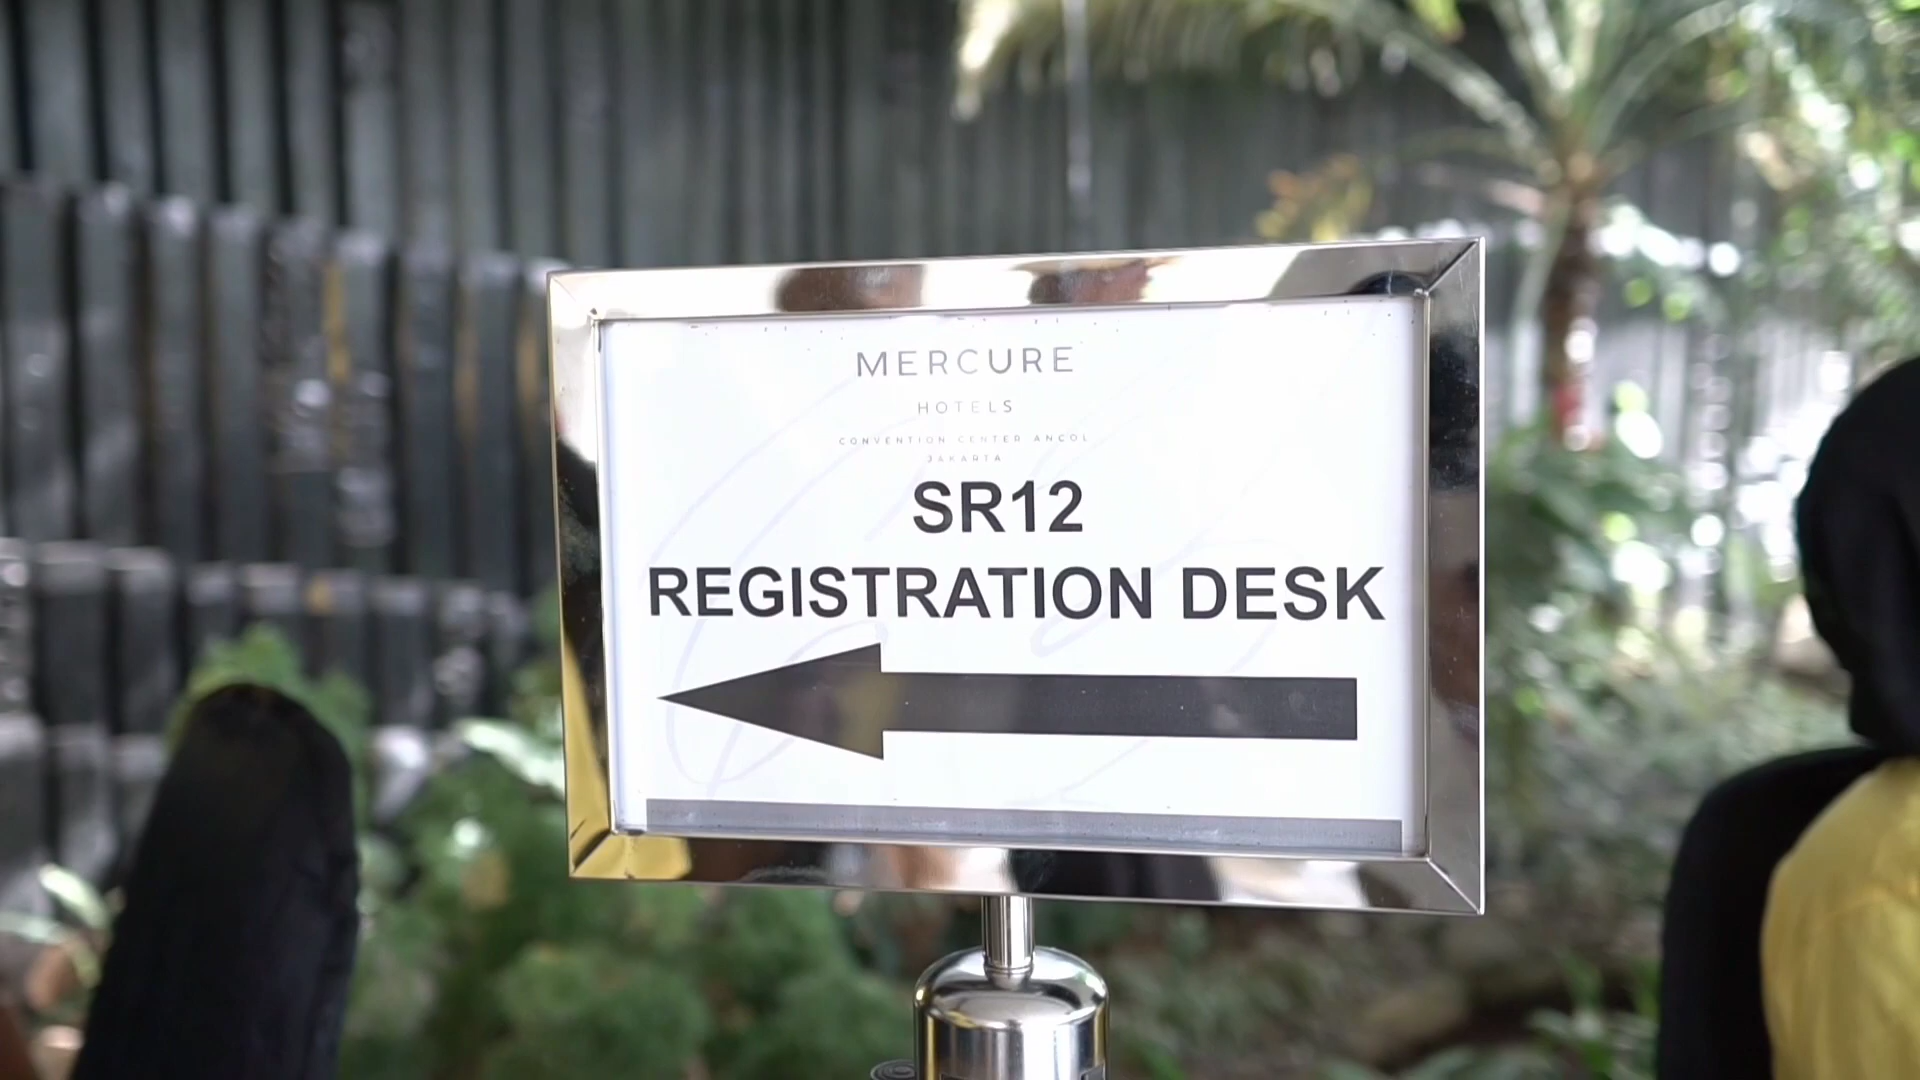 MERCURE
HOTELS
CONVENTION CENTER ANCOL
JAKARTA
SR12
REGISTRATION DESK